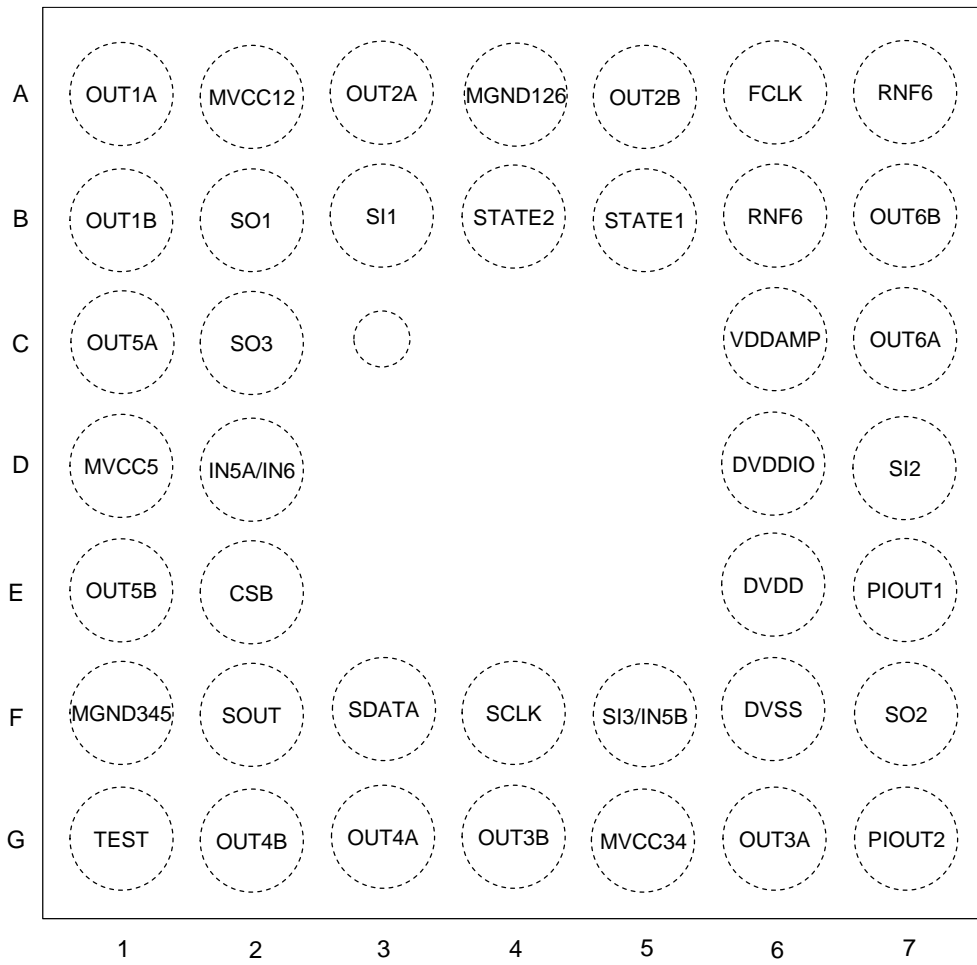 A OUT1A MVCC12 OUT2A MGND126 OUT2B FCLK RNF6
B OUT1B SO1 SI1 STATE2 STATE1 RNF6 OUT6B
C OUT5A SO3 VDDAMP OUT6A
D MVCC5 IN5A/IN6 DVDDIO SI2
E OUT5B CSB DVDD PIOUT1
F MGND345 SOUT SDATA SCLK SI3/IN5B DVSS SO2
G TEST OUT4B OUT4A OUT3B MVCC34 OUT3A PIOUT2
1 2 3 4 5 6 7